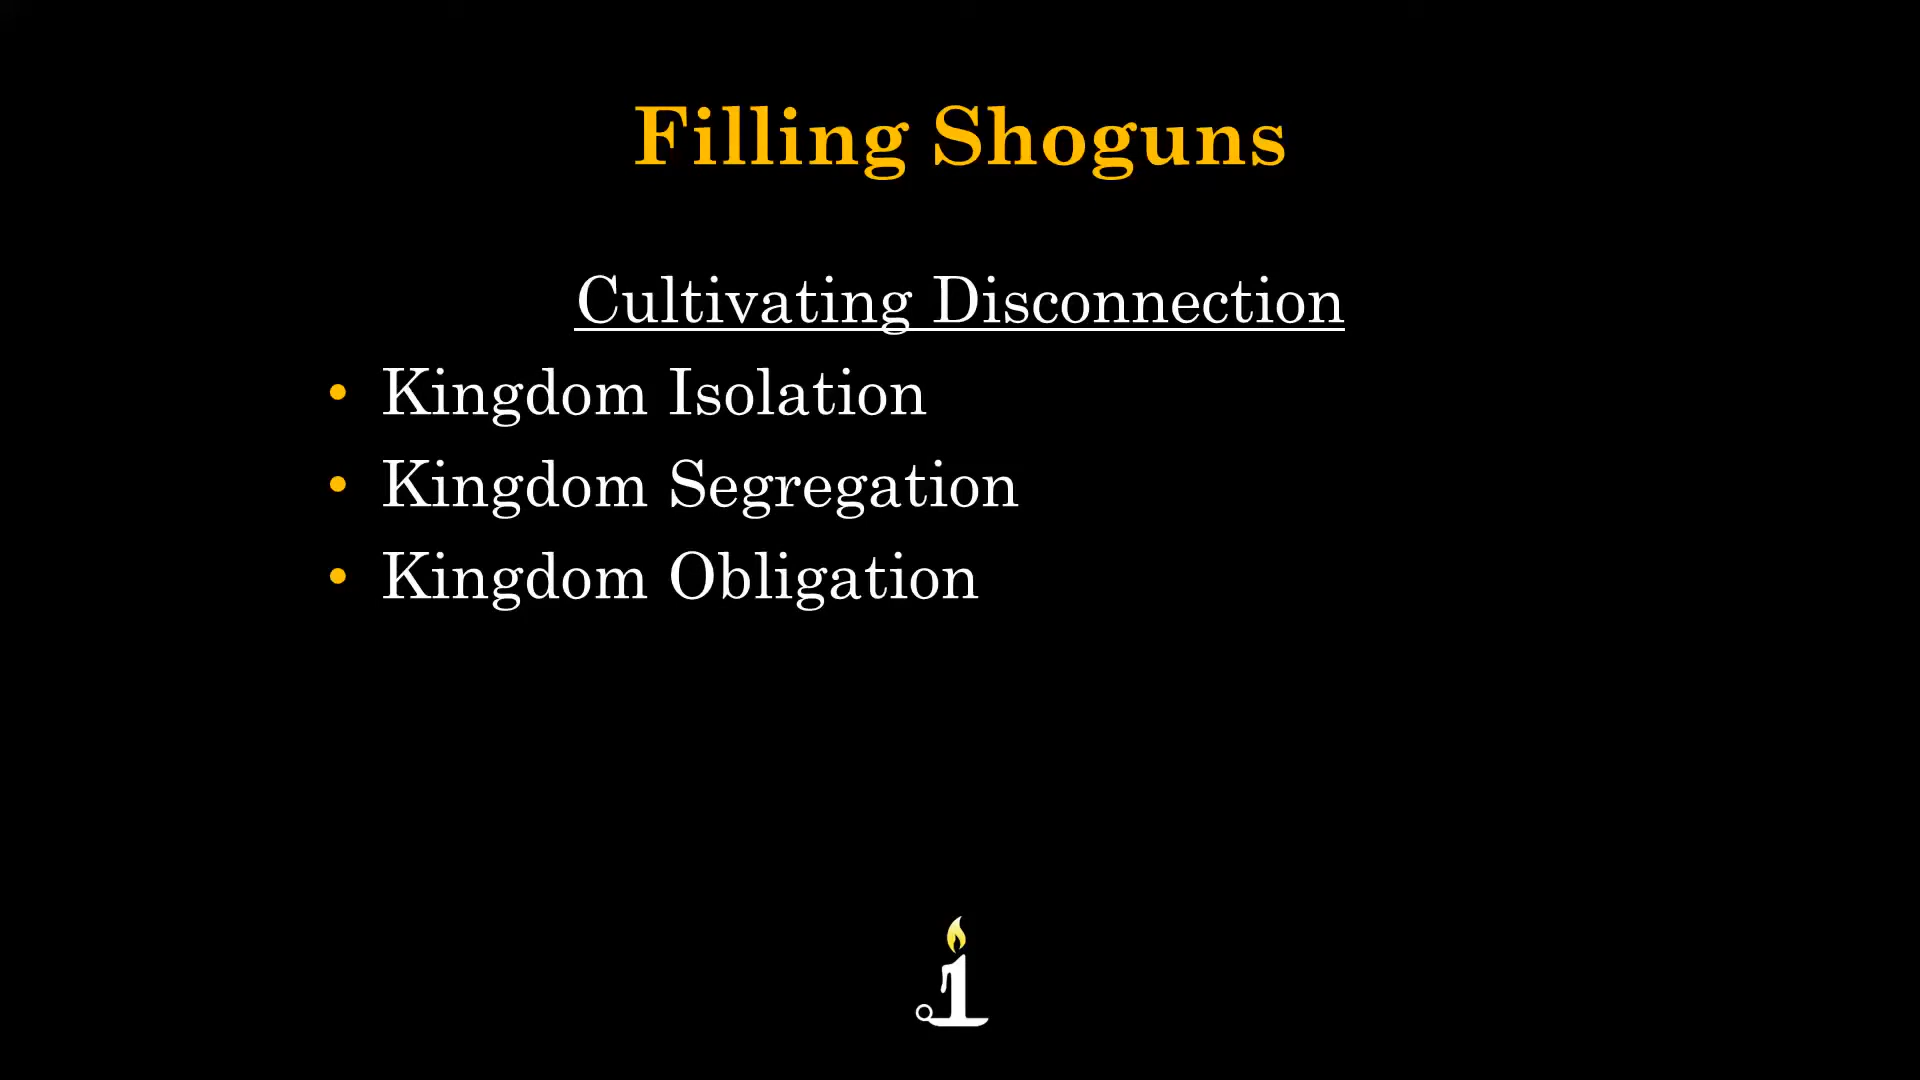 Filling Shoguns
Cultivating Disconnection
• Kingdom Isolation
• Kingdom Segregation
• Kingdom Obligation